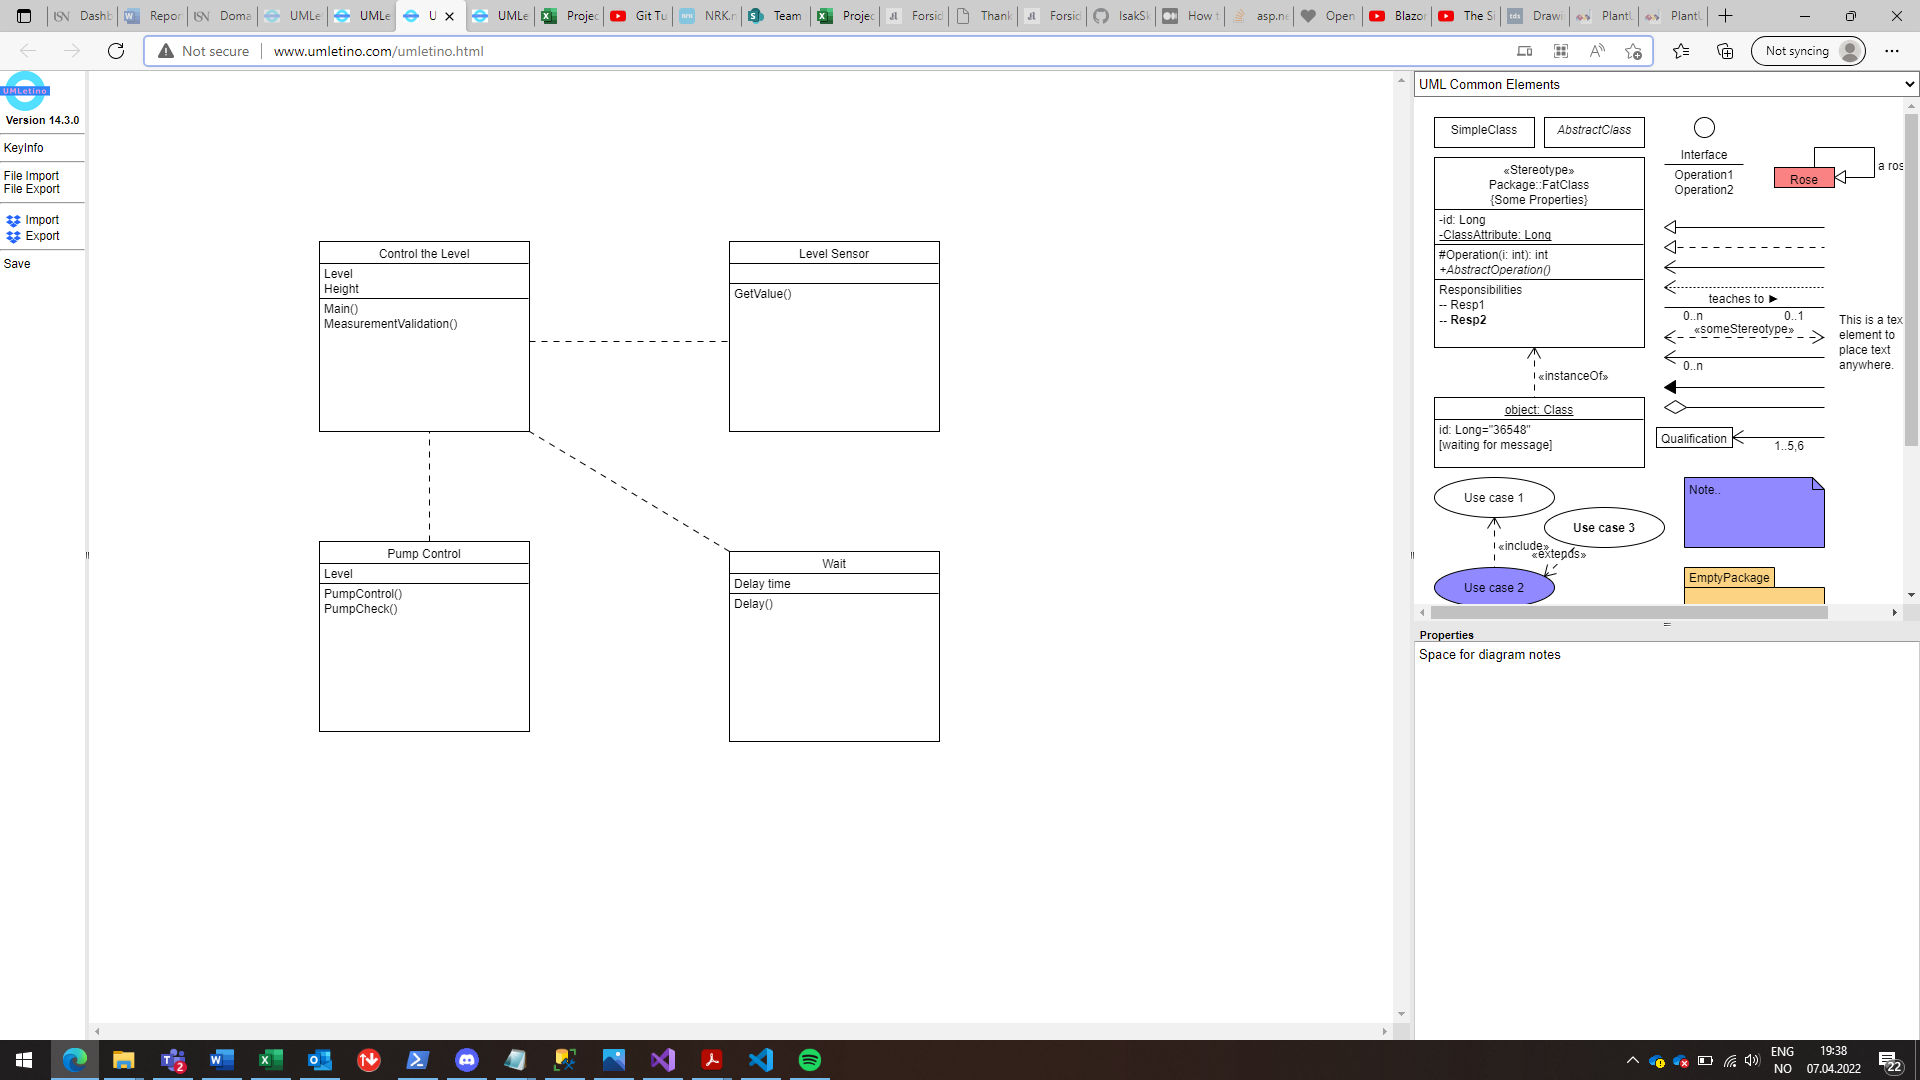 Dashb
Repor
Doma
UMLe
UMLe
U
UMLe
Projec
Git Tu
NRK.n
Team
Projec
Forsid
Thank
Forsid
IsakSk
How t
asp.ne
Open
Blazor
The Si
Drawi
PlantU
PlantU
Not secure
www.umletino.com/umletino.html
Not syncing
UMLetino
Version 14.3.0
KeyInfo
File Import
File Export
Import
Export
Save
Control the Level
Level
Height
Main()
MeasurementValidation()
Level Sensor
GetValue()
Pump Control
Level
PumpControl()
PumpCheck()
Wait
Delay time
Delay()
UML Common Elements
SimpleClass
AbstractClass
«Stereotype»
Package::FatClass
{Some Properties}
-id: Long
-ClassAttribute: Long
#Operation(i: int): int
+AbstractOperation()
Responsibilities
-- Resp1
-- Resp2
«instanceOf»
object: Class
id: Long="36548"
[waiting for message]
Interface
Operation1
Operation2
Rose
a ros
teaches to ►
0..n 0..1
«someStereotype»
0..n
This is a tex
element to
place text
anywhere.
Qualification
1..5,6
Use case 1
Use case 3
«include»
«extends»
Use case 2
Note..
EmptyPackage
Properties
Space for diagram notes
2
ENG
NO
19:38
07.04.2022
22